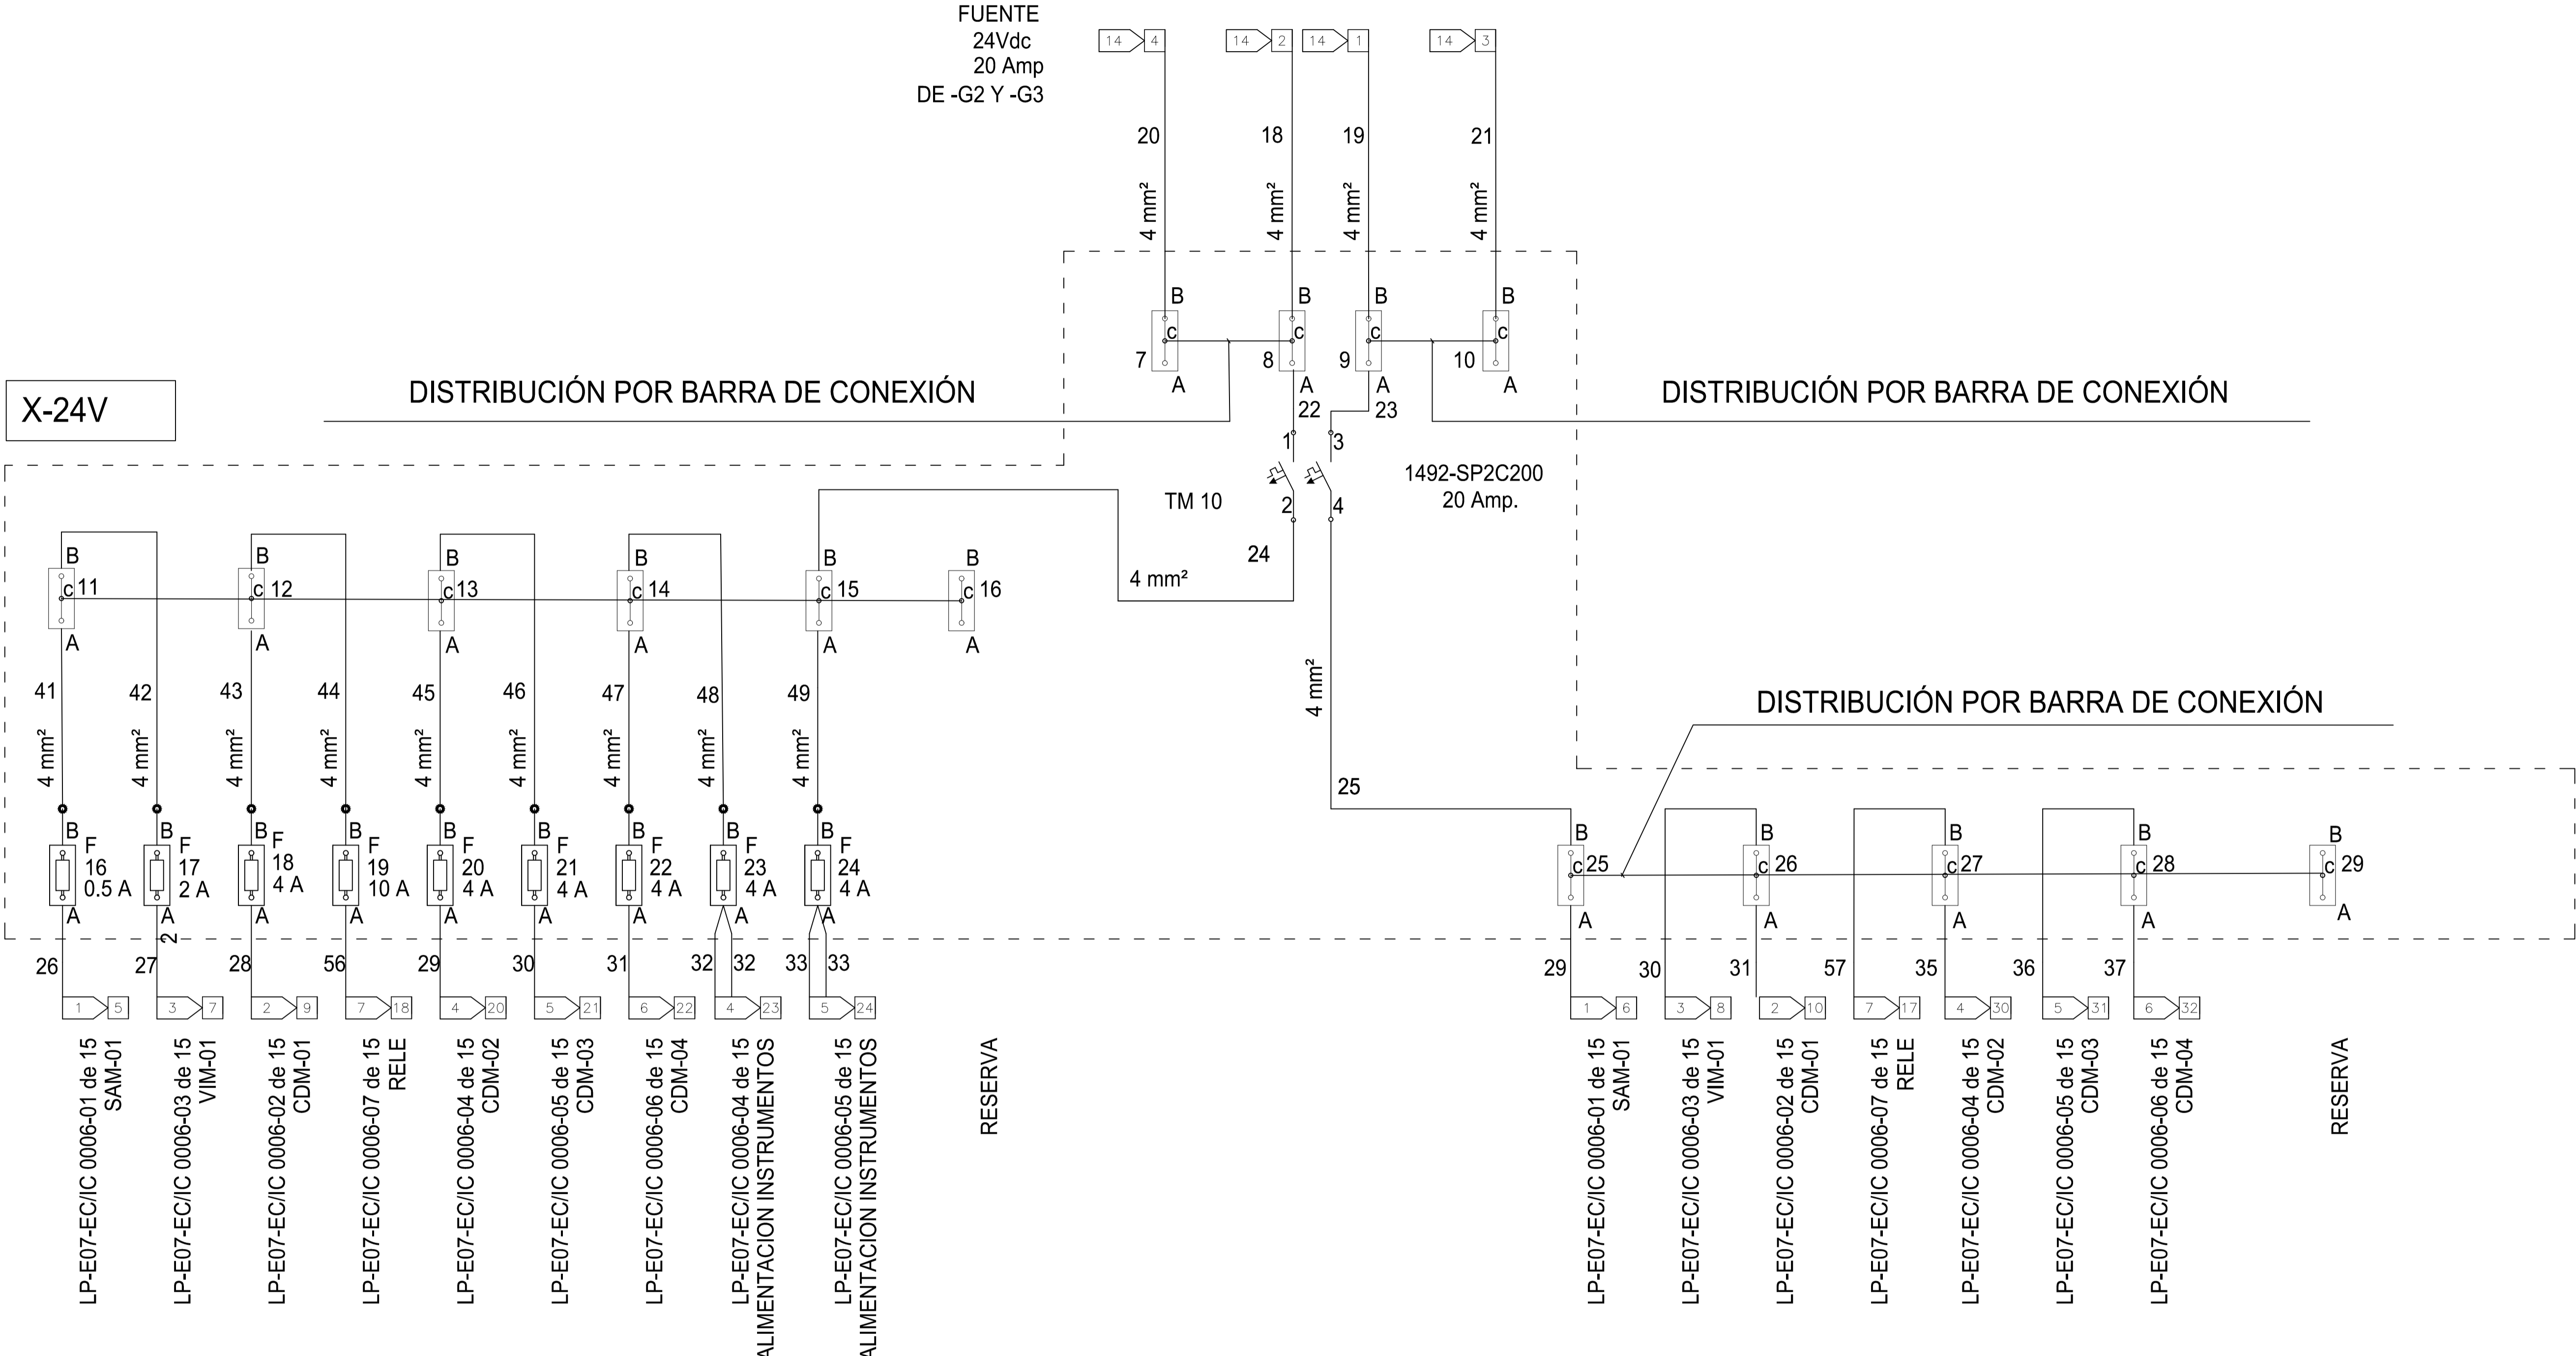 FUENTE
24Vdc
20 Amp
DE -G2 Y -G3
14 4 14 2 14 1 14 3
20 18 19 21
4 mm² 4 mm² 4 mm² 4 mm²
B B B B
c c c c
7 8 9 10
A A A A
22 23
X-24V
DISTRIBUCIÓN POR BARRA DE CONEXIÓN
DISTRIBUCIÓN POR BARRA DE CONEXIÓN
1 3
TM 10
2 4
1492-SP2C200
20 Amp.
24
4 mm²
B B B B B B
c 11 c 12 c 13 c 14 c 15 c 16
A A A A A A
41 42 43 44 45 46 47 48 49
4 mm² 4 mm² 4 mm² 4 mm² 4 mm² 4 mm² 4 mm² 4 mm² 4 mm²
4 mm²
25
DISTRIBUCIÓN POR BARRA DE CONEXIÓN
B B B B B B B B B
F F F F F F F F F
16 17 18 19 20 21 22 23 24
0.5 A 2 A 4 A 10 A 4 A 4 A 4 A 4 A 4 A
A A A A A A A A A
2
B B B B B
c 25 c 26 c 27 c 28 c 29
A A A A A
26 27 28 56 29 30 31 32 32 33 33
29 30 31 57 35 36 37
1 5 3 7 2 9 7 18 4 20 5 21 6 22 4 23 5 24
1 6 3 8 2 10 7 17 4 30 5 31 6 32
LP-E07-EC/IC 0006-01 de 15
SAM-01
LP-E07-EC/IC 0006-03 de 15
VIM-01
LP-E07-EC/IC 0006-02 de 15
CDM-01
LP-E07-EC/IC 0006-07 de 15
RELE
LP-E07-EC/IC 0006-04 de 15
CDM-02
LP-E07-EC/IC 0006-05 de 15
CDM-03
LP-E07-EC/IC 0006-06 de 15
CDM-04
LP-E07-EC/IC 0006-04 de 15
ALIMENTACION INSTRUMENTOS
LP-E07-EC/IC 0006-05 de 15
ALIMENTACION INSTRUMENTOS
RESERVA
LP-E07-EC/IC 0006-01 de 15
SAM-01
LP-E07-EC/IC 0006-03 de 15
VIM-01
LP-E07-EC/IC 0006-02 de 15
CDM-01
LP-E07-EC/IC 0006-07 de 15
RELE
LP-E07-EC/IC 0006-04 de 15
CDM-02
LP-E07-EC/IC 0006-05 de 15
CDM-03
LP-E07-EC/IC 0006-06 de 15
CDM-04
RESERVA